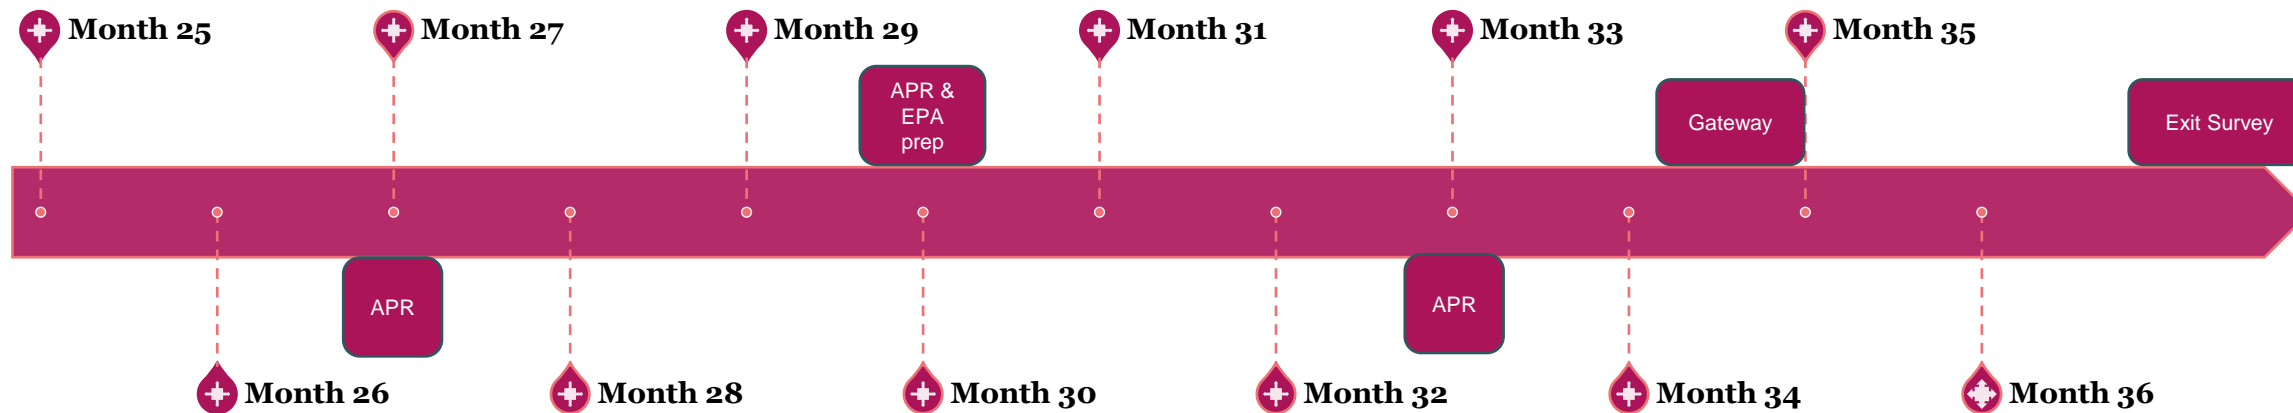 Month 25
Month 27
Month 29
Month 31
Month 33
Month 35
APR &
EPA
prep
Gateway
Exit Survey
APR
APR
Month 26
Month 28
Month 30
Month 32
Month 34
Month 36